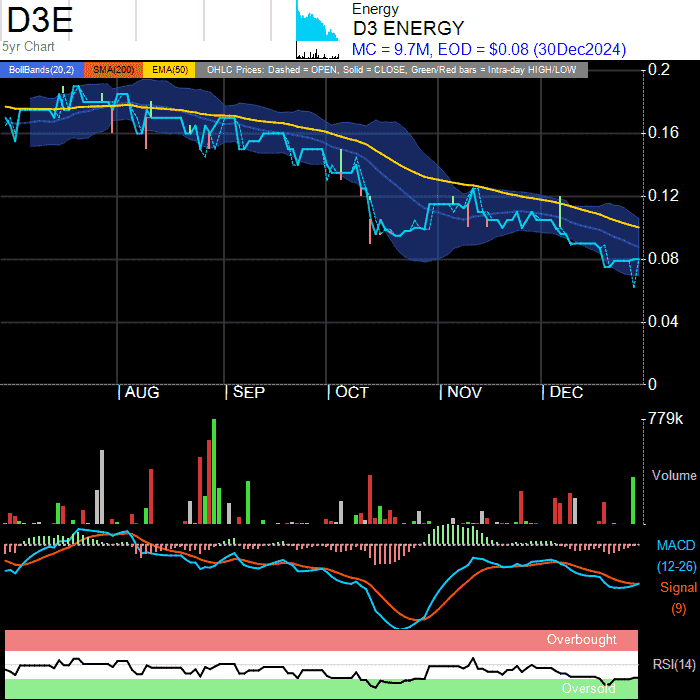 D3E
5yr Chart
Energy
D3 ENERGY
MC = 9.7M, EOD = $0.08 (30Dec2024)
BollBands(20,2) SMA(200) EMA(50) OHLC Prices: Dashed = OPEN, Solid = CLOSE, Green/Red bars = Intra-day HIGH/LOW
0.2
0.16
0.12
0.08
0.04
0
AUG SEP OCT NOV DEC
779k
Volume
MACD
(12-26)
Signal
(9)
Overbought
RSI(14)
Oversold